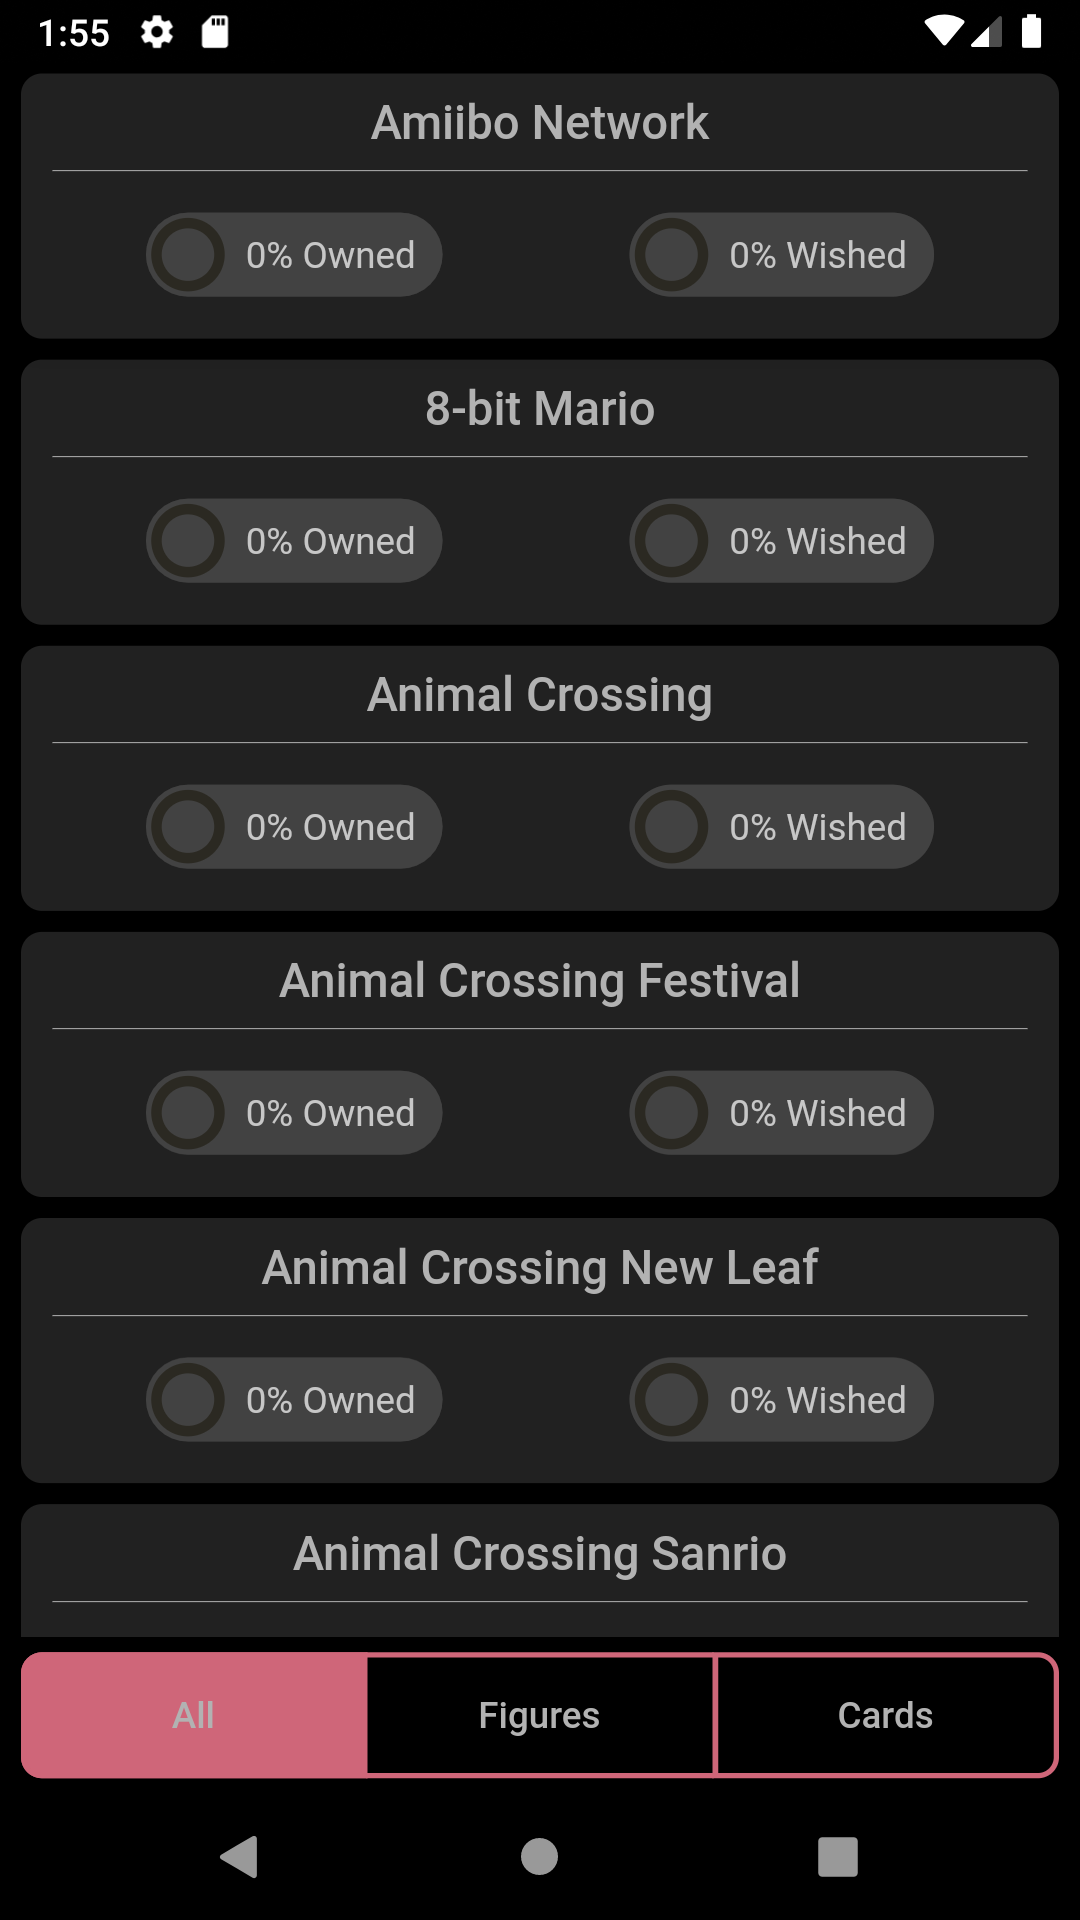 1:55
Amiibo Network
0% Owned 0% Wished
8-bit Mario
0% Owned 0% Wished
Animal Crossing
0% Owned 0% Wished
Animal Crossing Festival
0% Owned 0% Wished
Animal Crossing New Leaf
0% Owned 0% Wished
Animal Crossing Sanrio
All Figures Cards